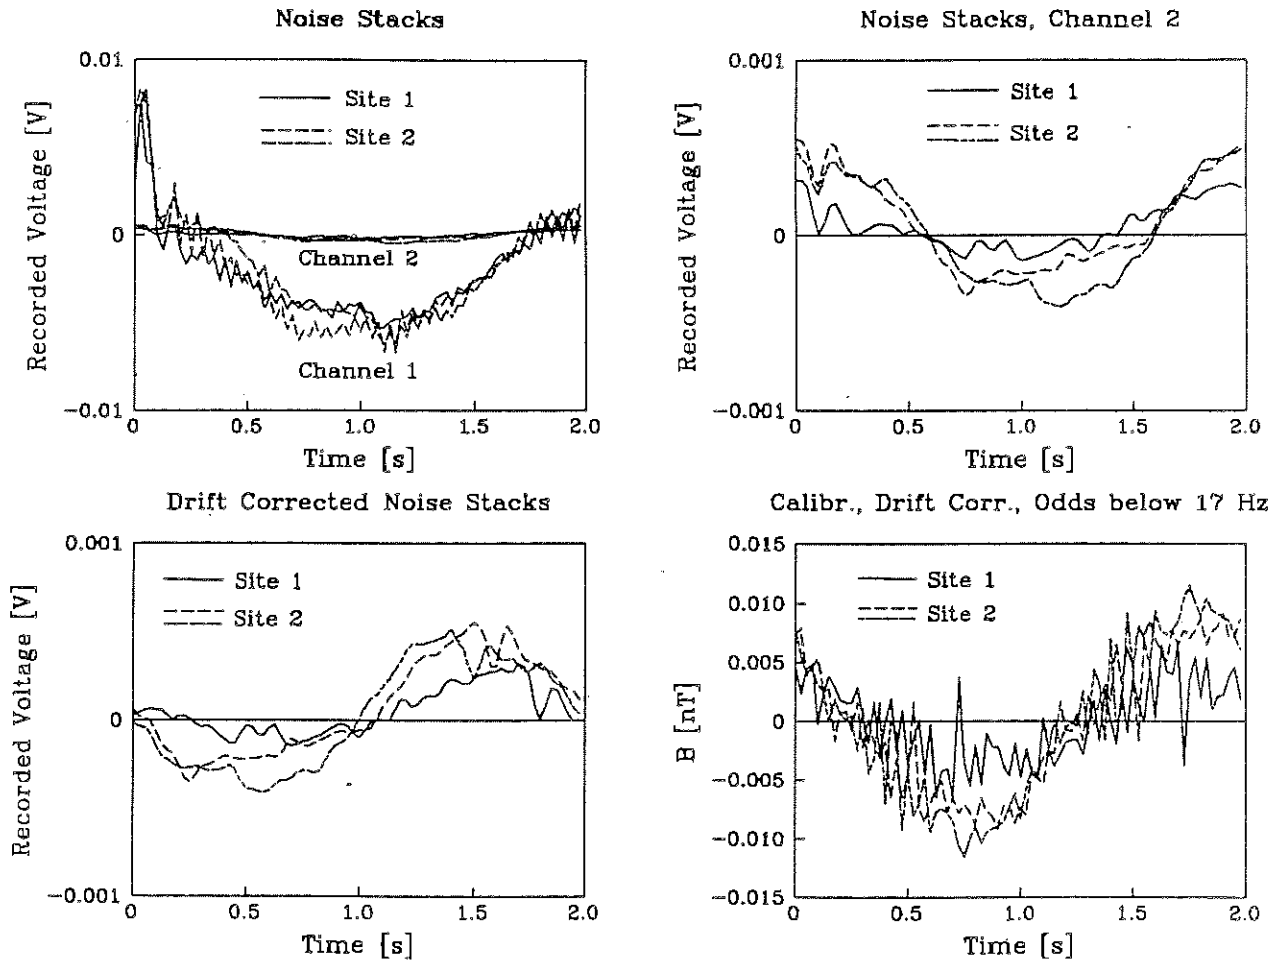 Noise Stacks
0.01
Site 1
Site 2
0
Channel 2
Channel 1
−0.01
0 0.5 1.0 1.5 2.0
Time [s]
Recorded Voltage [V]
Noise Stacks, Channel 2
0.001
Site 1
Site 2
0
−0.001
0 0.5 1.0 1.5 2.0
Time [s]
Recorded Voltage [V]
Drift Corrected Noise Stacks
0.001
Site 1
Site 2
0
−0.001
0 0.5 1.0 1.5 2.0
Time [s]
Recorded Voltage [V]
Calibr., Drift Corr., Odds below 17 Hz
0.015
Site 1
0.010
Site 2
0.005
0
−0.005
−0.010
−0.015
0 0.5 1.0 1.5 2.0
Time [s]
B [nT]